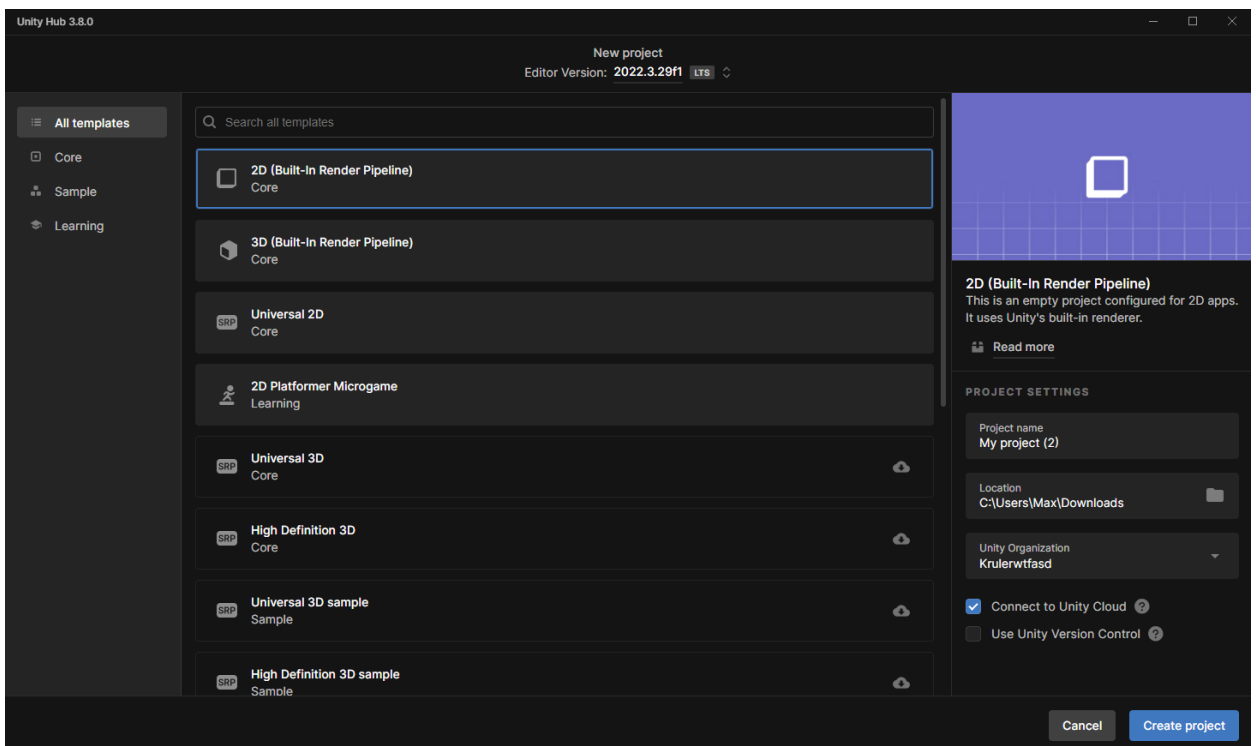 Unity Hub 3.8.0
New project
Editor Version: 2022.3.29f1 LTS
All templates
Core
Sample
Learning
Search all templates
2D (Built-In Render Pipeline)
Core
3D (Built-In Render Pipeline)
Core
SRP
Universal 2D
Core
2D Platformer Microgame
Learning
SRP
Universal 3D
Core
SRP
High Definition 3D
Core
SRP
Universal 3D sample
Sample
SRP
High Definition 3D sample
Sample
2D (Built-In Render Pipeline)
This is an empty project configured for 2D apps.
It uses Unity's built-in renderer.
Read more
PROJECT SETTINGS
Project name
My project (2)
Location
C:\Users\Max\Downloads
Unity Organization
Krulerwtfasd
Connect to Unity Cloud ?
Use Unity Version Control ?
Cancel
Create project